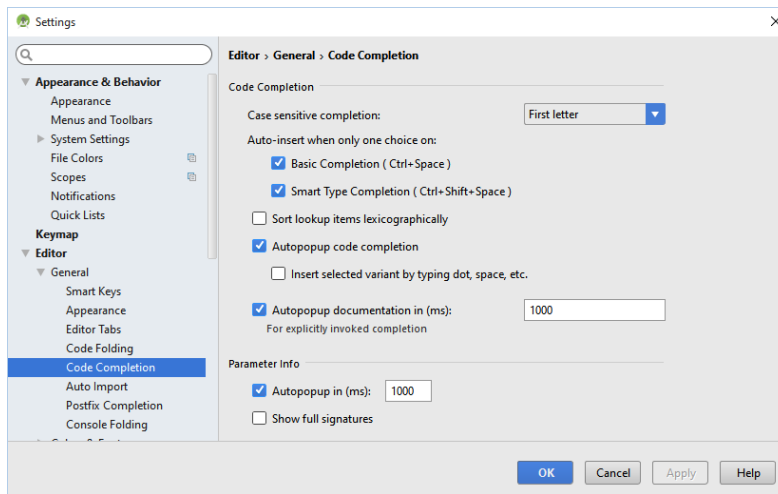 Settings
Appearance & Behavior
Appearance
Menus and Toolbars
System Settings
File Colors
Scopes
Notifications
Quick Lists
Keymap
Editor
General
Smart Keys
Appearance
Editor Tabs
Code Folding
Code Completion
Auto Import
Postfix Completion
Console Folding
Editor › General › Code Completion
Code Completion
Case sensitive completion: First letter
Auto-insert when only one choice on:
Basic Completion ( Ctrl+Space )
Smart Type Completion ( Ctrl+Shift+Space )
Sort lookup items lexicographically
Autopopup code completion
Insert selected variant by typing dot, space, etc.
Autopopup documentation in (ms): 1000
For explicitly invoked completion
Parameter Info
Autopopup in (ms): 1000
Show full signatures
OK Cancel Apply Help